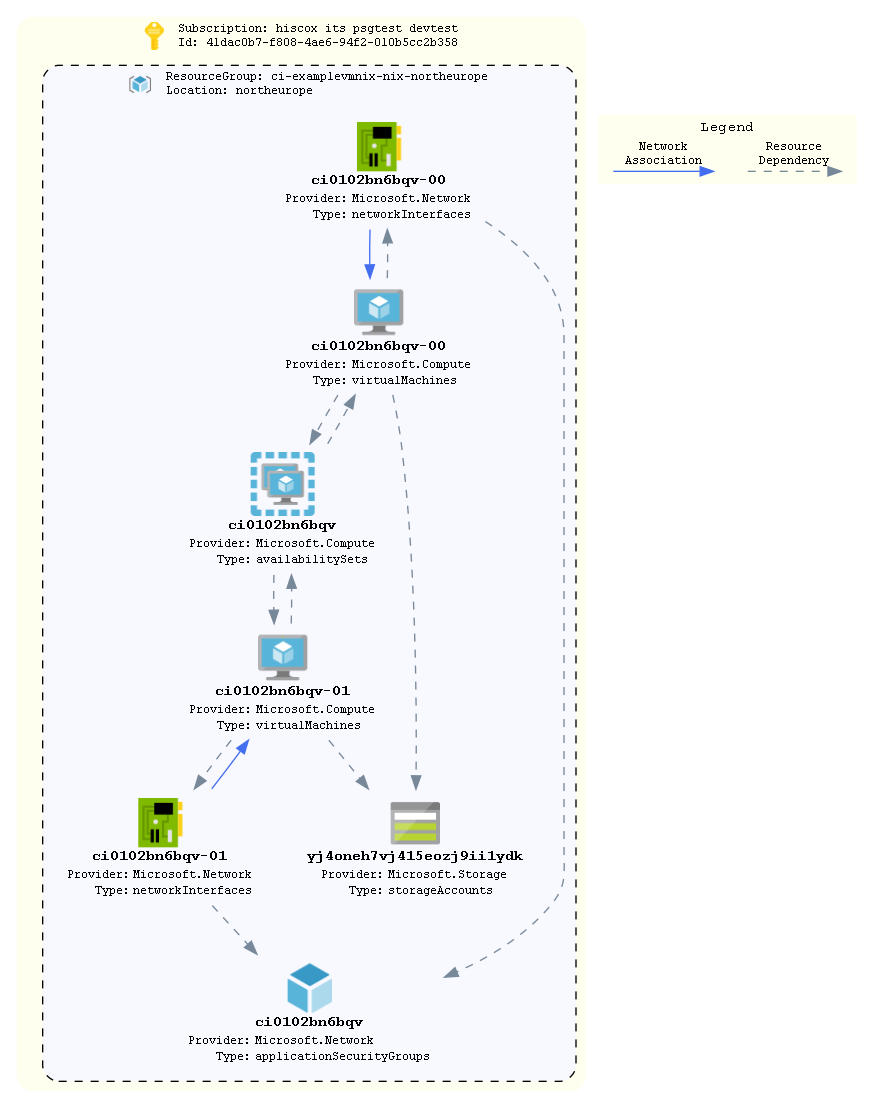 Subscription: hiscox its psgtest devtest
Id: 41dac0b7-f808-4ae6-94f2-010b5cc2b358
ResourceGroup: ci-examplevmnix-nix-northeurope
Location: northeurope
Legend
Network Association
Resource Dependency
ci0102bn6bqv-00
Provider: Microsoft.Network
Type: networkInterfaces
ci0102bn6bqv-00
Provider: Microsoft.Compute
Type: virtualMachines
ci0102bn6bqv
Provider: Microsoft.Compute
Type: availabilitySets
ci0102bn6bqv-01
Provider: Microsoft.Compute
Type: virtualMachines
ci0102bn6bqv-01
Provider: Microsoft.Network
Type: networkInterfaces
yj4oneh7vj415eozj9ii1ydk
Provider: Microsoft.Storage
Type: storageAccounts
ci0102bn6bqv
Provider: Microsoft.Network
Type: applicationSecurityGroups